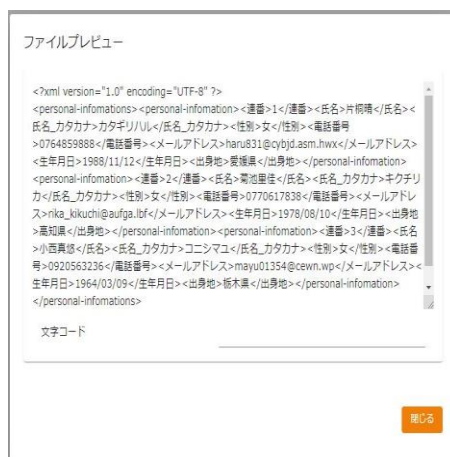 ファイルプレビュー
<?xml version="1.0" encoding="UTF-8" ?>
<personal-infomations><personal-infomation><連番>1</連番><氏名>片桐晴</氏名><
氏名_カタカナ>カタギリハル</氏名_カタカナ><性別>女</性別><電話番号
>0764859888</電話番号><メールアドレス>haru831@cybjd.asm.hwx</メールアドレス>
<生年月日>1988/11/12</生年月日><出身地>愛媛県</出身地></personal-infomation>
<personal-infomation><連番>2</連番><氏名>菊池里佳</氏名><氏名_カタカナ>キクチリ
カ</氏名_カタカナ><性別>女</性別><電話番号>0770617838</電話番号><メールアドレ
ス>rika_kikuchi@aufga.lbf</メールアドレス><生年月日>1978/08/10</生年月日><出身地
>高知県</出身地></personal-infomation><personal-infomation><連番>3</連番><氏名
>小西真悠</氏名><氏名_カタカナ>コニシマユ</氏名_カタカナ><性別>女</性別><電話番
号>0920563236</電話番号><メールアドレス>mayu01354@cewn.wp</メールアドレス><
生年月日>1964/03/09</生年月日><出身地>栃木県</出身地></personal-infomation>
</personal-infomations>
文字コード
閉じる